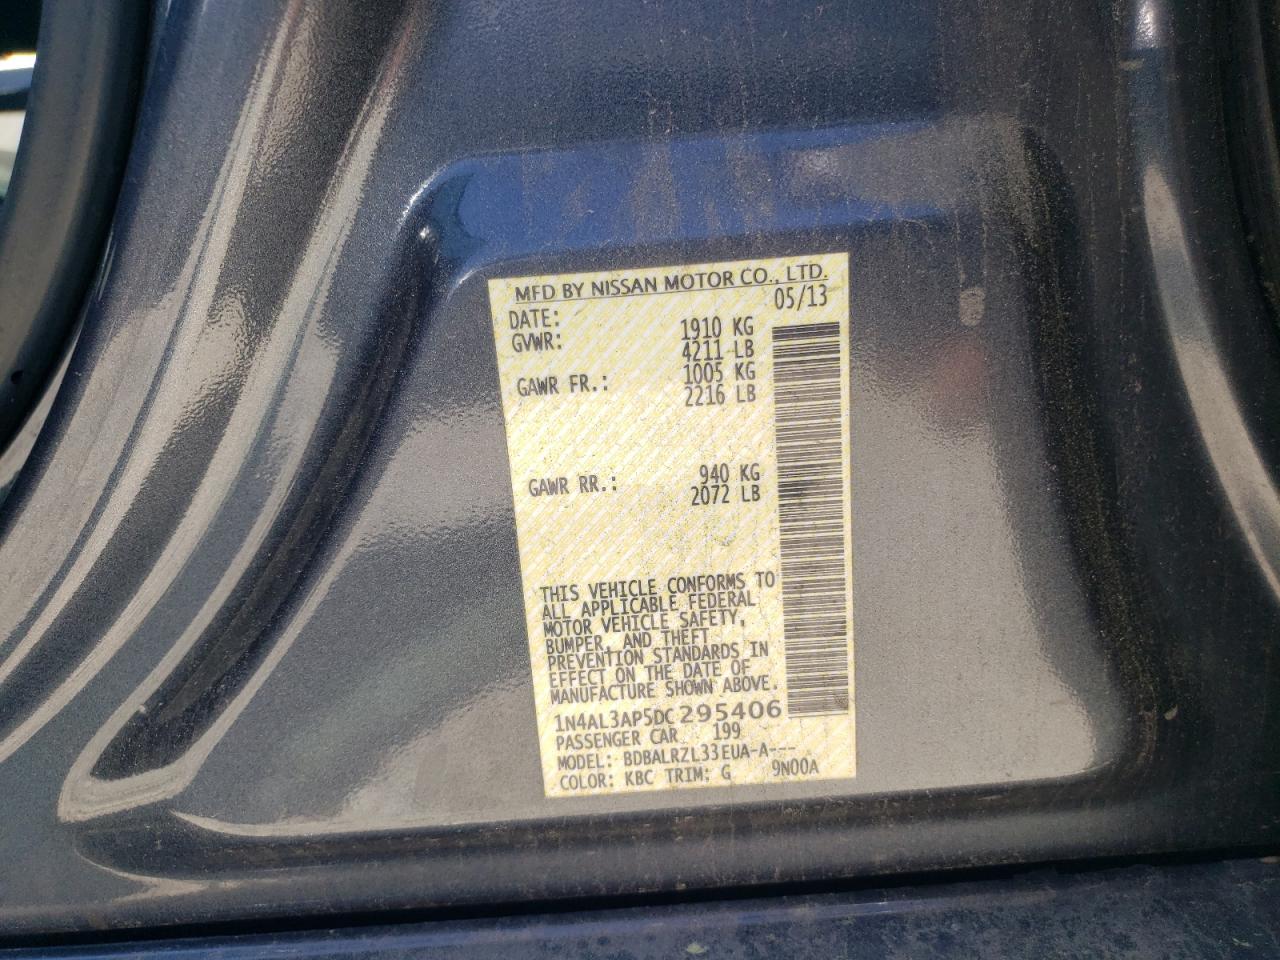 MFD BY NISSAN MOTOR CO., LTD.
DATE: 05/13
GVWR: 1910 KG
4211 LB
GAWR FR.: 1005 KG
2216 LB
GAWR RR.: 940 KG
2072 LB
THIS VEHICLE CONFORMS TO
ALL APPLICABLE FEDERAL
MOTOR VEHICLE SAFETY,
BUMPER, AND THEFT
PREVENTION STANDARDS IN
EFFECT ON THE DATE OF
MANUFACTURE SHOWN ABOVE.
1N4AL3AP5DC295406
PASSENGER CAR 199
MODEL: BDBALRZL33EUA-A---
COLOR: KBC TRIM: G 9N00A